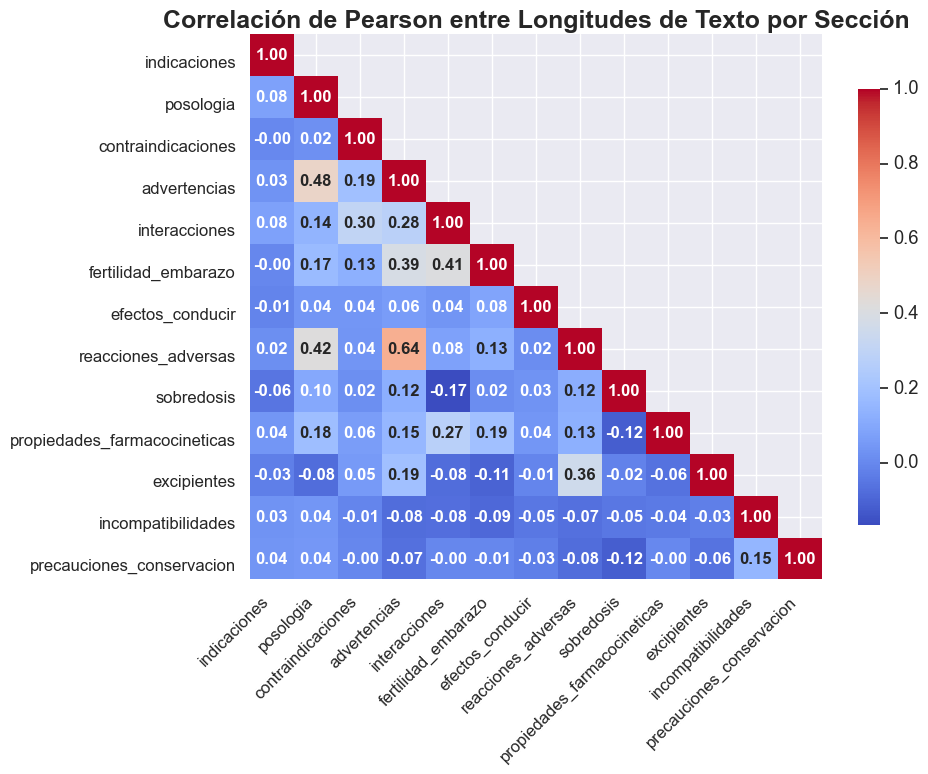 Correlación de Pearson entre Longitudes de Texto por Sección
indicaciones 1.00
posologia 0.08 1.00
contraindicaciones -0.00 0.02 1.00
advertencias 0.03 0.48 0.19 1.00
interacciones 0.08 0.14 0.30 0.28 1.00
fertilidad_embarazo -0.00 0.17 0.13 0.39 0.41 1.00
efectos_conducir -0.01 0.04 0.04 0.06 0.04 0.08 1.00
reacciones_adversas 0.02 0.42 0.04 0.64 0.08 0.13 0.02 1.00
sobredosis -0.06 0.10 0.02 0.12 -0.17 0.02 0.03 0.12 1.00
propiedades_farmacocineticas 0.04 0.18 0.06 0.15 0.27 0.19 0.04 0.13 -0.12 1.00
excipientes -0.03 -0.08 0.05 0.19 -0.08 -0.11 -0.01 0.36 -0.02 -0.06 1.00
incompatibilidades 0.03 0.04 -0.01 -0.08 -0.08 -0.09 -0.05 -0.07 -0.05 -0.04 -0.03 1.00
precauciones_conservacion 0.04 0.04 -0.00 -0.07 -0.00 -0.01 -0.03 -0.08 -0.12 -0.00 -0.06 0.15 1.00
indicaciones
posologia
contraindicaciones
advertencias
interacciones
fertilidad_embarazo
efectos_conducir
reacciones_adversas
sobredosis
propiedades_farmacocineticas
excipientes
incompatibilidades
precauciones_conservacion
1.0
0.8
0.6
0.4
0.2
0.0